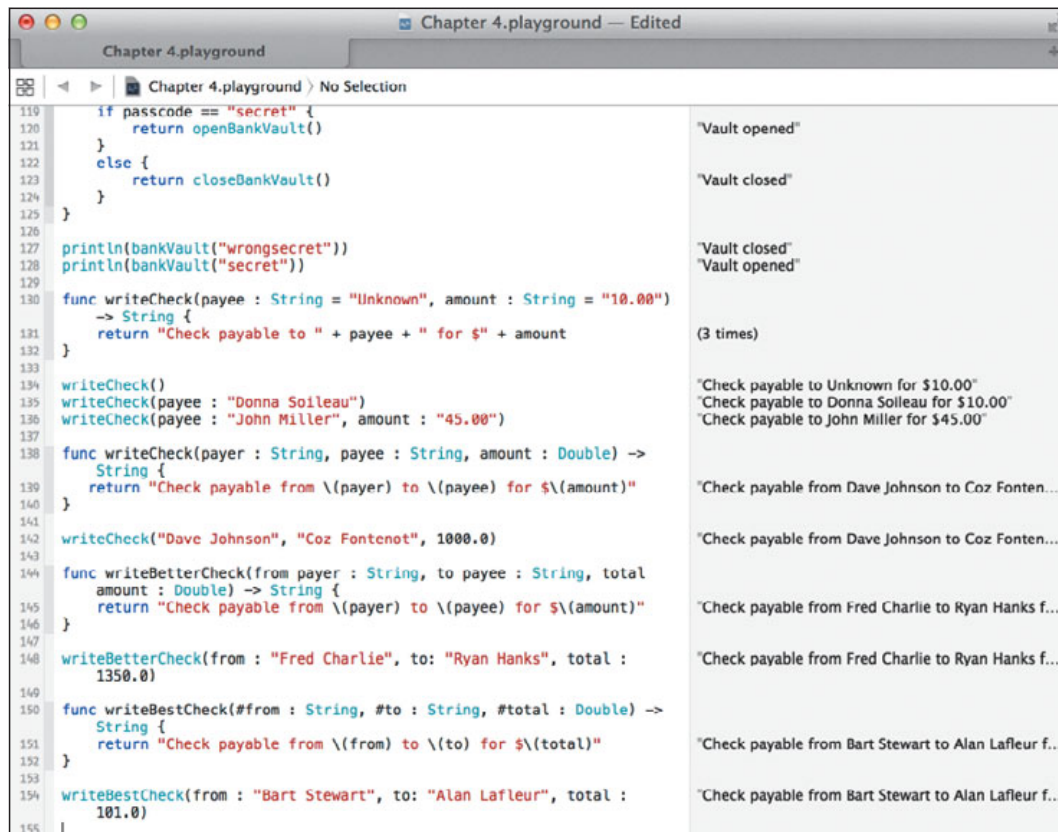 Chapter 4.playground — Edited
Chapter 4.playground
Chapter 4.playground 〉 No Selection
119 if passcode == "secret" {
120 return openBankVault() "Vault opened"
121 }
122 else {
123 return closeBankVault() "Vault closed"
124 }
125 }
126
127 println(bankVault("wrongsecret")) "Vault closed"
128 println(bankVault("secret")) "Vault opened"
129
130 func writeCheck(payee : String = "Unknown", amount : String = "10.00")
-> String {
131 return "Check payable to " + payee + " for $" + amount (3 times)
132 }
133
134 writeCheck() "Check payable to Unknown for $10.00"
135 writeCheck(payee : "Donna Soileau") "Check payable to Donna Soileau for $10.00"
136 writeCheck(payee : "John Miller", amount : "45.00") "Check payable to John Miller for $45.00"
137
138 func writeCheck(payer : String, payee : String, amount : Double) ->
String {
139 return "Check payable from \(payer) to \(payee) for $\(amount)" "Check payable from Dave Johnson to Coz Fonten...
140 }
141
142 writeCheck("Dave Johnson", "Coz Fontenot", 1000.0) "Check payable from Dave Johnson to Coz Fonten...
143
144 func writeBetterCheck(from payer : String, to payee : String, total
amount : Double) -> String {
145 return "Check payable from \(payer) to \(payee) for $\(amount)" "Check payable from Fred Charlie to Ryan Hanks f...
146 }
147
148 writeBetterCheck(from : "Fred Charlie", to: "Ryan Hanks", total : "Check payable from Fred Charlie to Ryan Hanks f...
1350.0)
149
150 func writeBestCheck(#from : String, #to : String, #total : Double) ->
String {
151 return "Check payable from \(from) to \(to) for $\(total)" "Check payable from Bart Stewart to Alan Lafleur f...
152 }
153
154 writeBestCheck(from : "Bart Stewart", to: "Alan Lafleur", total : "Check payable from Bart Stewart to Alan Lafleur f...
101.0)
155